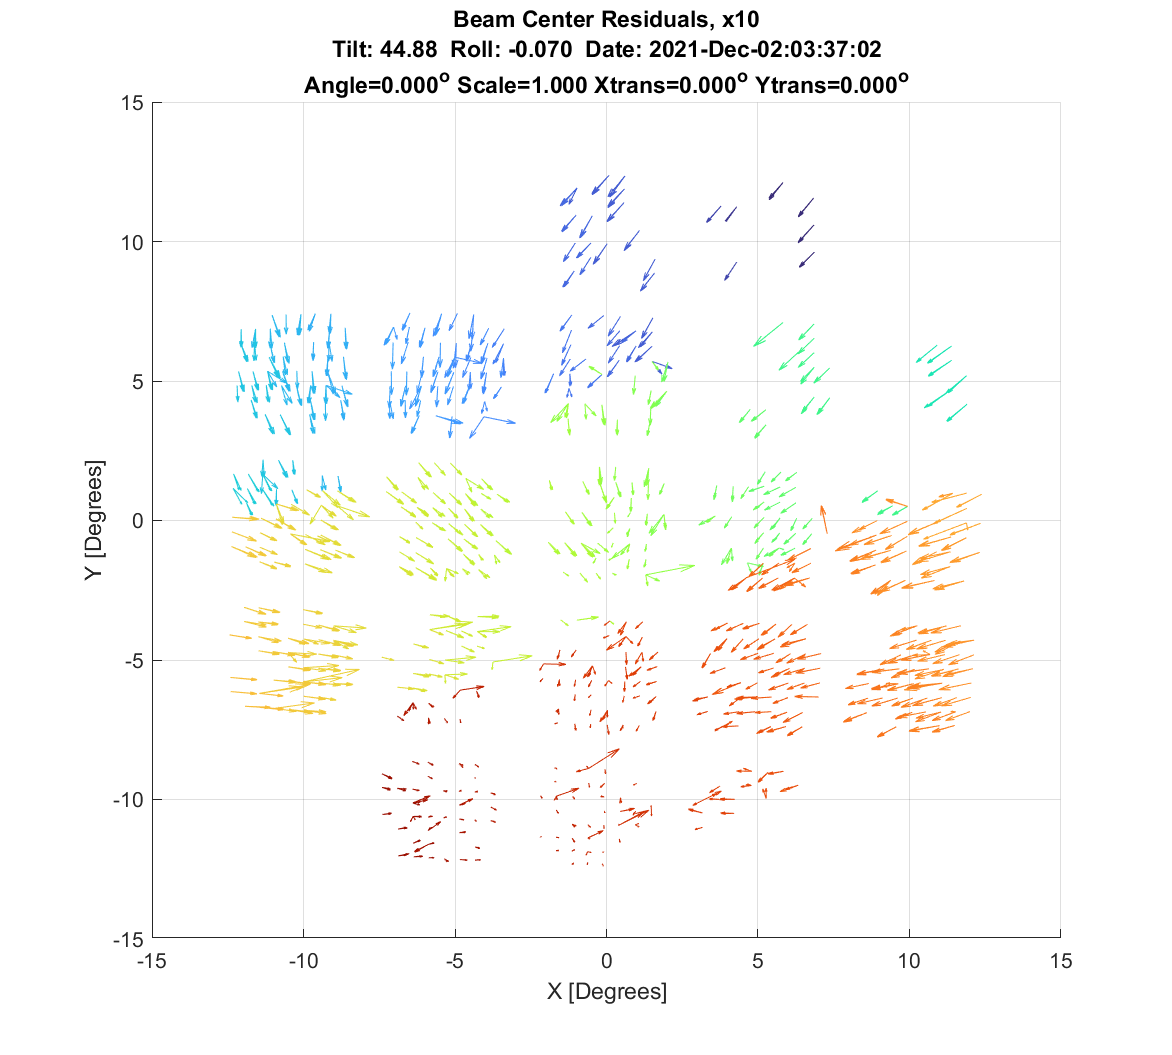 Beam Center Residuals, x10
Tilt: 44.88 Roll: -0.070 Date: 2021-Dec-02:03:37:02
Angle=0.000° Scale=1.000 Xtrans=0.000° Ytrans=0.000°
15
10
5
0
-5
-10
-15
Y [Degrees]
-15 -10 -5 0 5 10 15
X [Degrees]